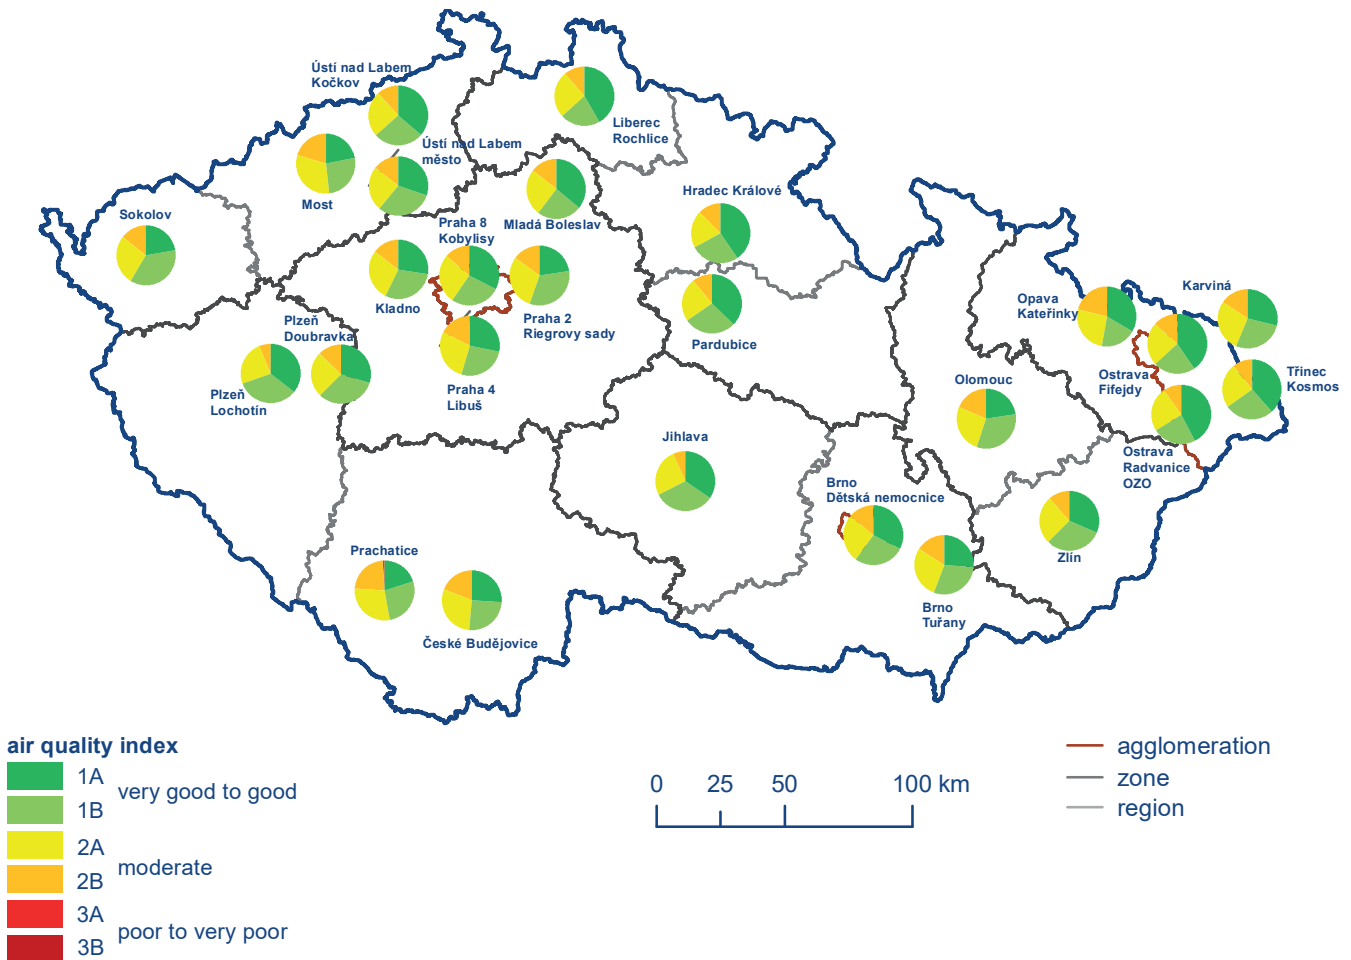 Ústí nad Labem
Kočkov
Liberec
Rochlice
Ústí nad Labem
město
Most
Hradec Králové
Sokolov
Praha 8
Kobylisy
Mladá Boleslav
Kladno
Praha 2
Riegrovy sady
Pardubice
Plzeň
Doubravka
Plzeň
Lochotín
Praha 4
Libuš
Opava
Kateřinky
Karviná
Ostrava
Fifejdy
Třinec
Kosmos
Olomouc
Ostrava
Radvanice
OZO
Jihlava
Brno
Dětská nemocnice
Zlín
Brno
Tuřany
Prachatice
České Budějovice
air quality index
1A
very good to good
1B
2A
moderate
2B
3A
poor to very poor
3B
0 25 50 100 km
agglomeration
zone
region